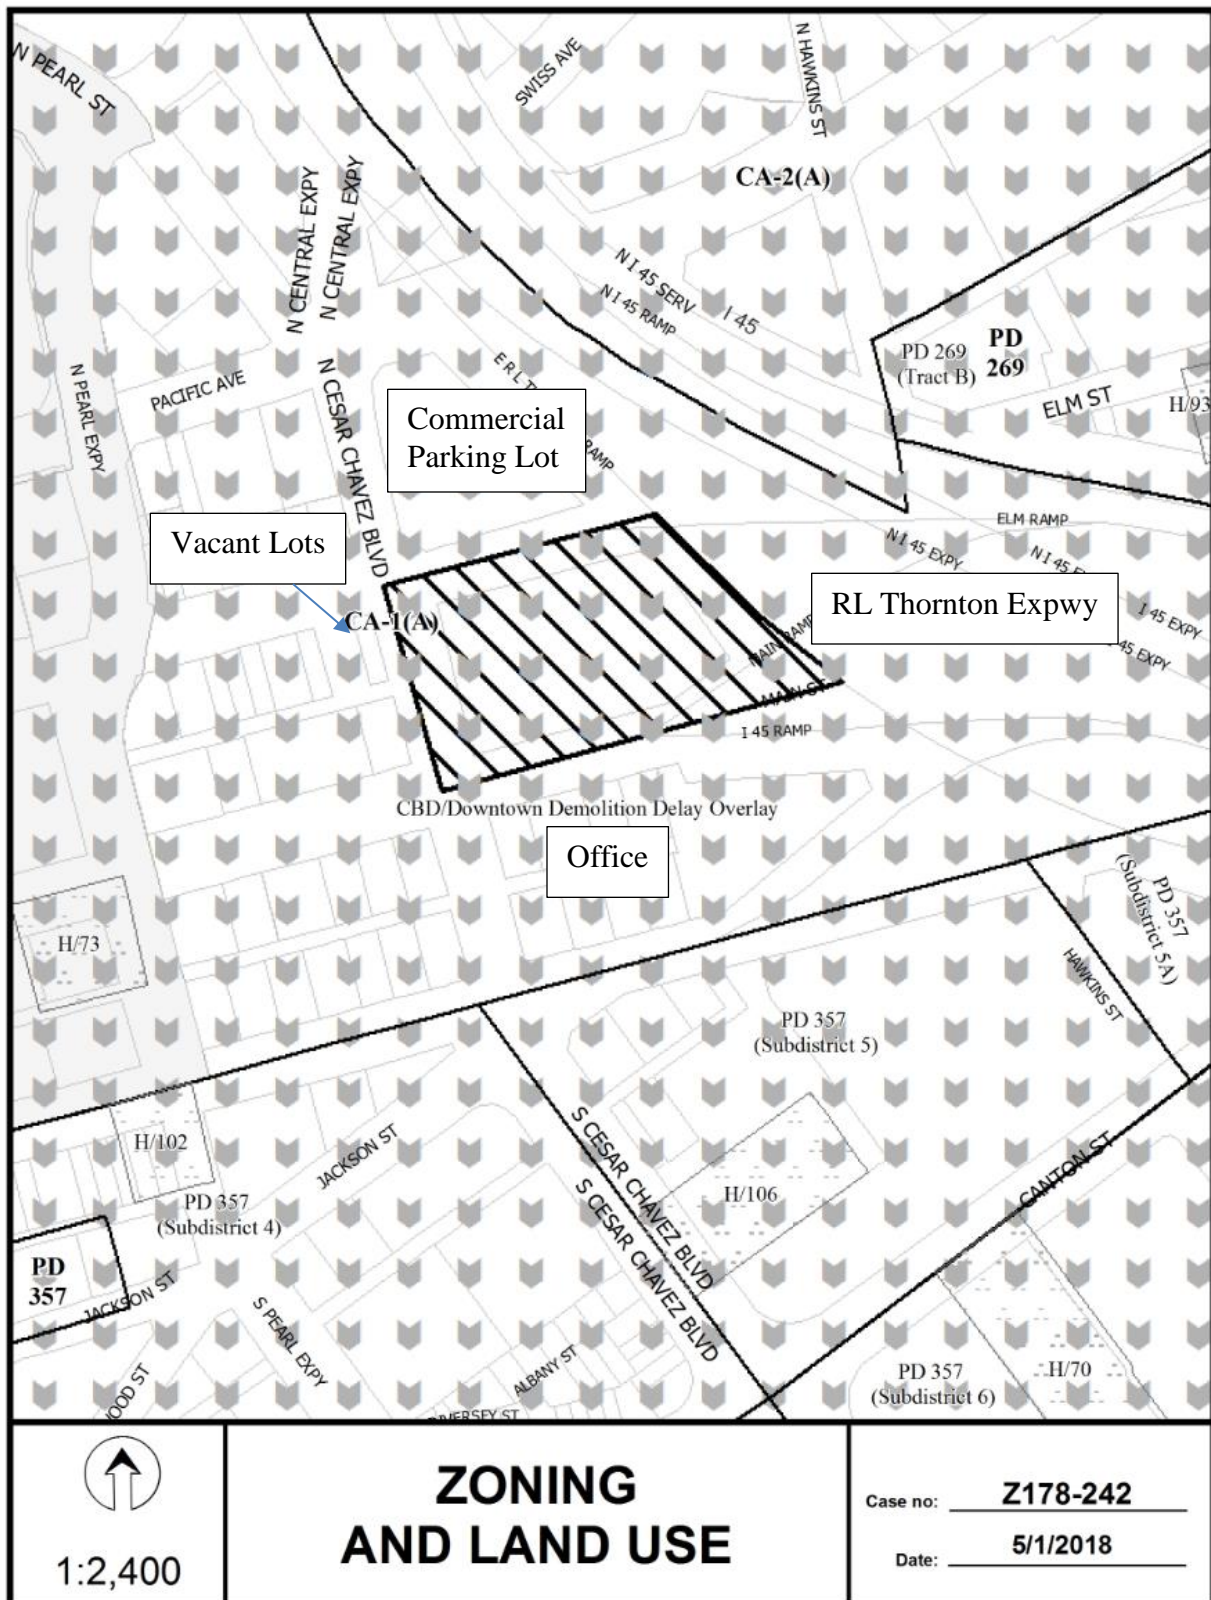 N PEARL ST
SWISS AVE
N HAWKINS ST
CA-2(A)
N CENTRAL EXPY
N CENTRAL EXPY
N I 45 SERV
I 45
N I 45 RAMP
PD 269
(Tract B)
PD
269
ELM ST
H/93
N PEARL EXPY
PACIFIC AVE
N CESAR CHAVEZ BLVD
E R L T
RAMP
Commercial
Parking Lot
Vacant Lots
CA-1(A)
ELM RAMP
N I 45 EXPY
N I 45 E
I 45 EXPY
45 EXPY
RL Thornton Expwy
MAIN RAMP
MAIN ST
I 45 RAMP
CBD/Downtown Demolition Delay Overlay
Office
H/73
PD 357
(Subdistrict 5A)
HAWKINS ST
PD 357
(Subdistrict 5)
H/102
JACKSON ST
PD 357
(Subdistrict 4)
S CESAR CHAVEZ BLVD
S CESAR CHAVEZ BLVD
H/106
CANTON ST
PD
357
JACKSON ST
S PEARL EXPY
ALBANY ST
OOD ST
PD 357
(Subdistrict 6)
H/70
1:2,400
ZONING
AND LAND USE
Case no: Z178-242
Date: 5/1/2018